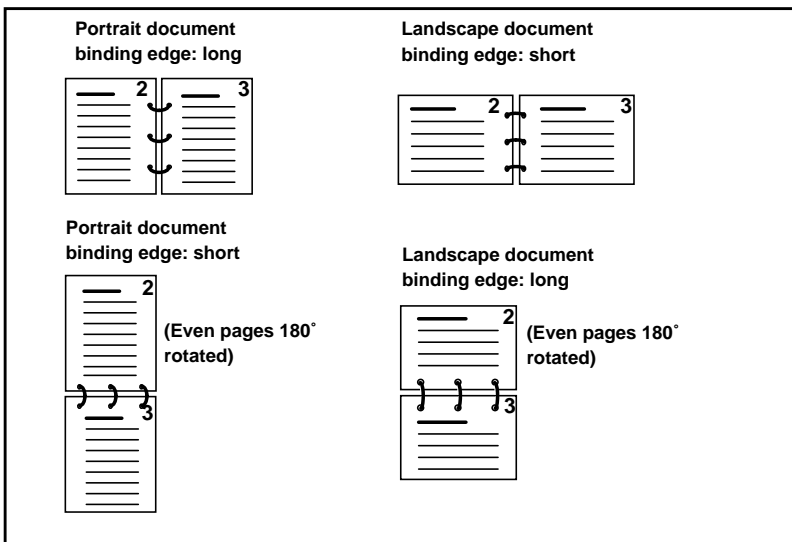 Portrait document
binding edge: long
2
3
Landscape document
binding edge: short
2
3
Portrait document
binding edge: short
2
(Even pages 180˚
rotated)
3
Landscape document
binding edge: long
2
(Even pages 180˚
rotated)
3